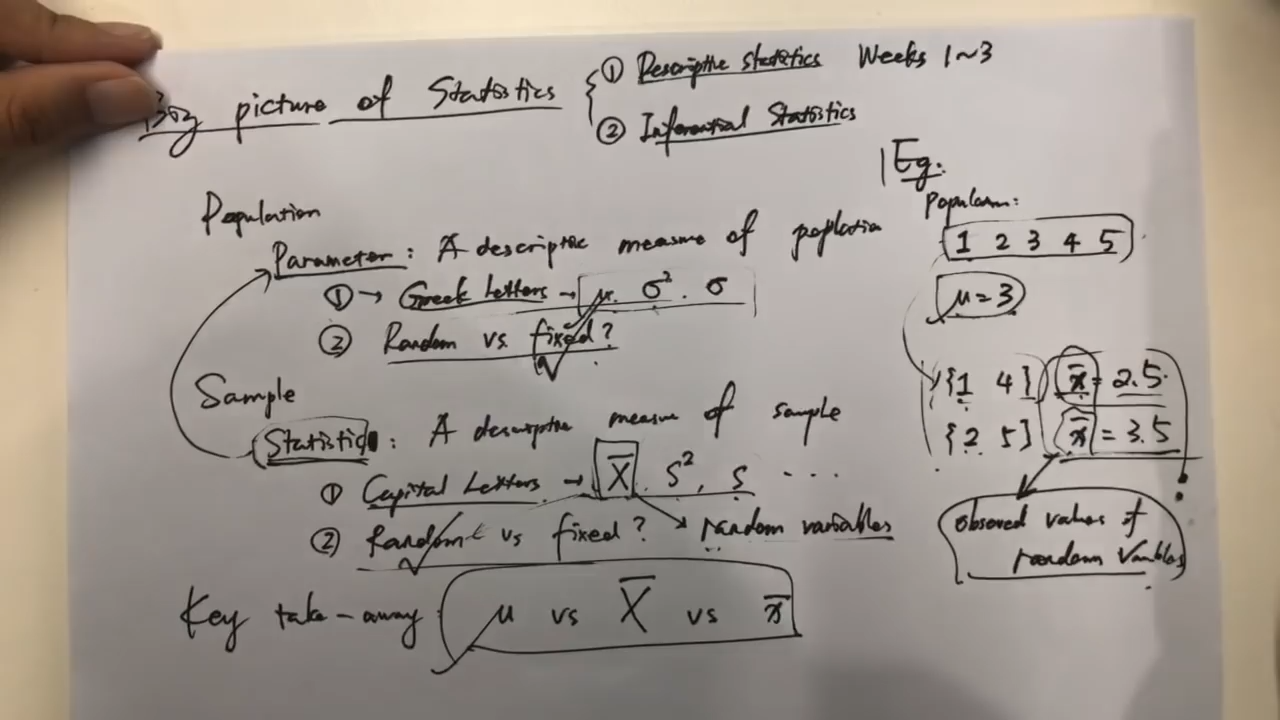 Big picture of Statistics
① Descriptive statistics Weeks 1~3
② Inferential Statistics
Population
Parameter: A descriptive measure of poplation
① → Greek Letters → μ. σ². σ
② Random vs. fixed?
Sample
Statistic: A descriptive measure of sample
① Capital Letters → X̄. S², S ...
② Random vs fixed? random variables
Key take-away μ vs X̄ vs x̄
Eg.
Population:
1 2 3 4 5
μ=3
{1 4} x̄ = 2.5
{2 5} x̄ = 3.5
observed values of
random variables